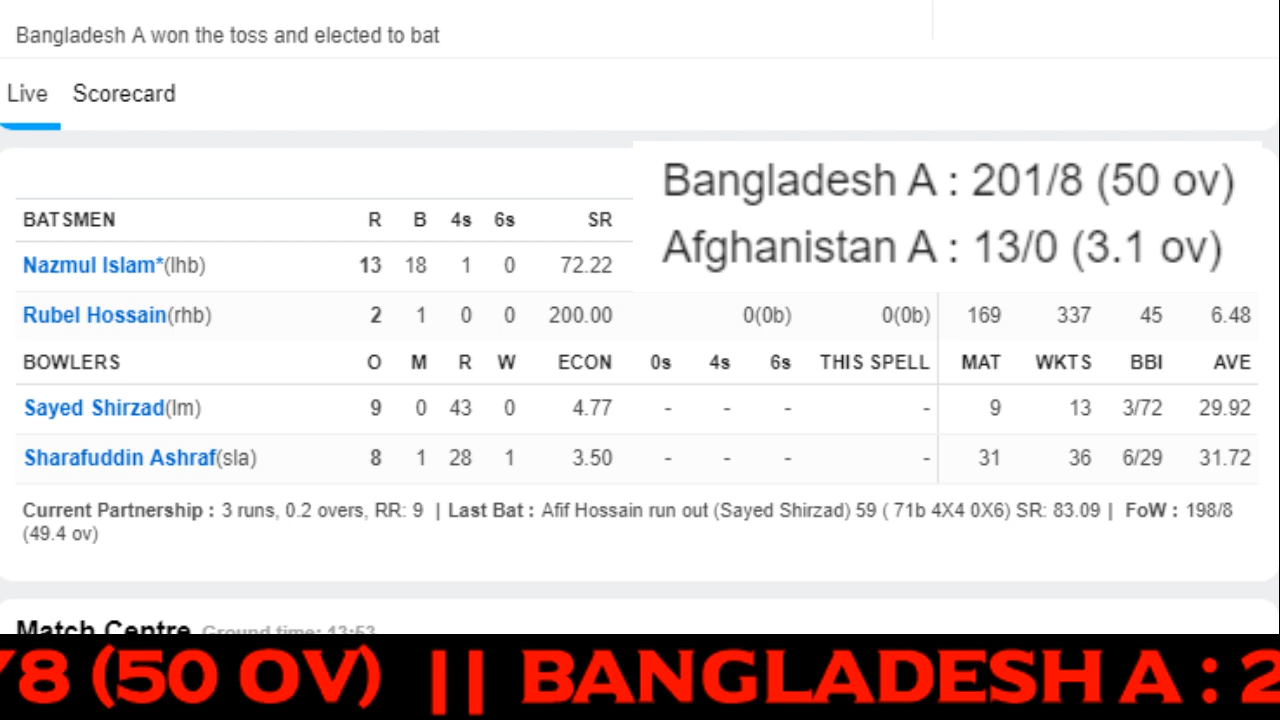 Bangladesh A won the toss and elected to bat
Live Scorecard
Bangladesh A : 201/8 (50 ov)
Afghanistan A : 13/0 (3.1 ov)
BATSMEN R B 4s 6s SR
Nazmul Islam*(lhb) 13 18 1 0 72.22
Rubel Hossain(rhb) 2 1 0 0 200.00 0(0b) 0(0b) 169 337 45 6.48
BOWLERS O M R W ECON 0s 4s 6s THIS SPELL MAT WKTS BBI AVE
Sayed Shirzad(lm) 9 0 43 0 4.77 - - - - 9 13 3/72 29.92
Sharafuddin Ashraf(sla) 8 1 28 1 3.50 - - - - 31 36 6/29 31.72
Current Partnership : 3 runs, 0.2 overs, RR: 9 | Last Bat : Afif Hossain run out (Sayed Shirzad) 59 ( 71b 4X4 0X6) SR: 83.09 | FoW : 198/8
(49.4 ov)
Match Centre Ground time: 13:53
/8 (50 OV) || BANGLADESH A : 2